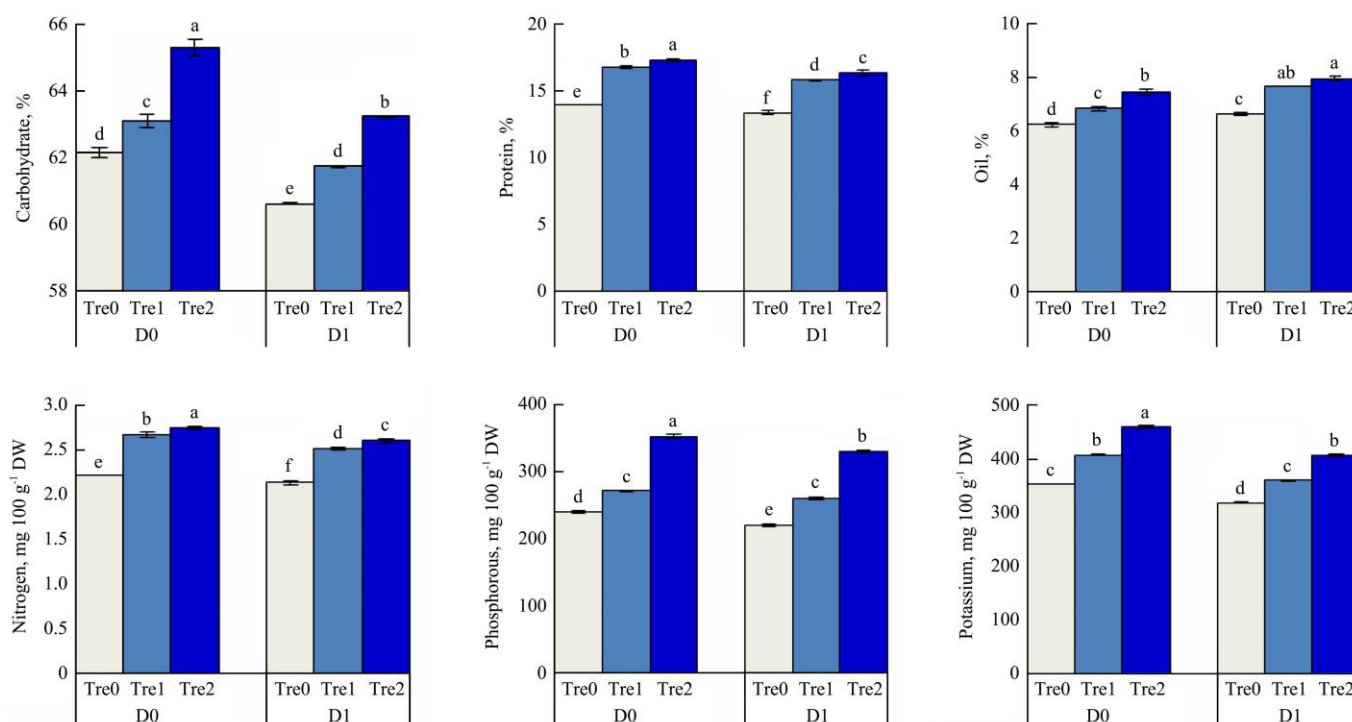 Carbohydrate, %
66
64
62
60
58
d
c
a
e
d
b
Tre0 Tre1 Tre2 Tre0 Tre1 Tre2
D0 D1
Protein, %
20
15
10
5
0
e
b
a
f
d
c
Tre0 Tre1 Tre2 Tre0 Tre1 Tre2
D0 D1
Oil, %
10
8
6
4
2
0
d
c
b
c
ab
a
Tre0 Tre1 Tre2 Tre0 Tre1 Tre2
D0 D1
Nitrogen, mg 100 g⁻¹ DW
3.0
2.5
2.0
1.5
1.0
0.5
0
e
b
a
f
d
c
Tre0 Tre1 Tre2 Tre0 Tre1 Tre2
D0 D1
Phosphorous, mg 100 g⁻¹ DW
400
300
200
100
0
d
c
a
e
c
b
Tre0 Tre1 Tre2 Tre0 Tre1 Tre2
D0 D1
Potassium, mg 100 g⁻¹ DW
500
400
300
200
100
0
c
b
a
d
c
b
Tre0 Tre1 Tre2 Tre0 Tre1 Tre2
D0 D1